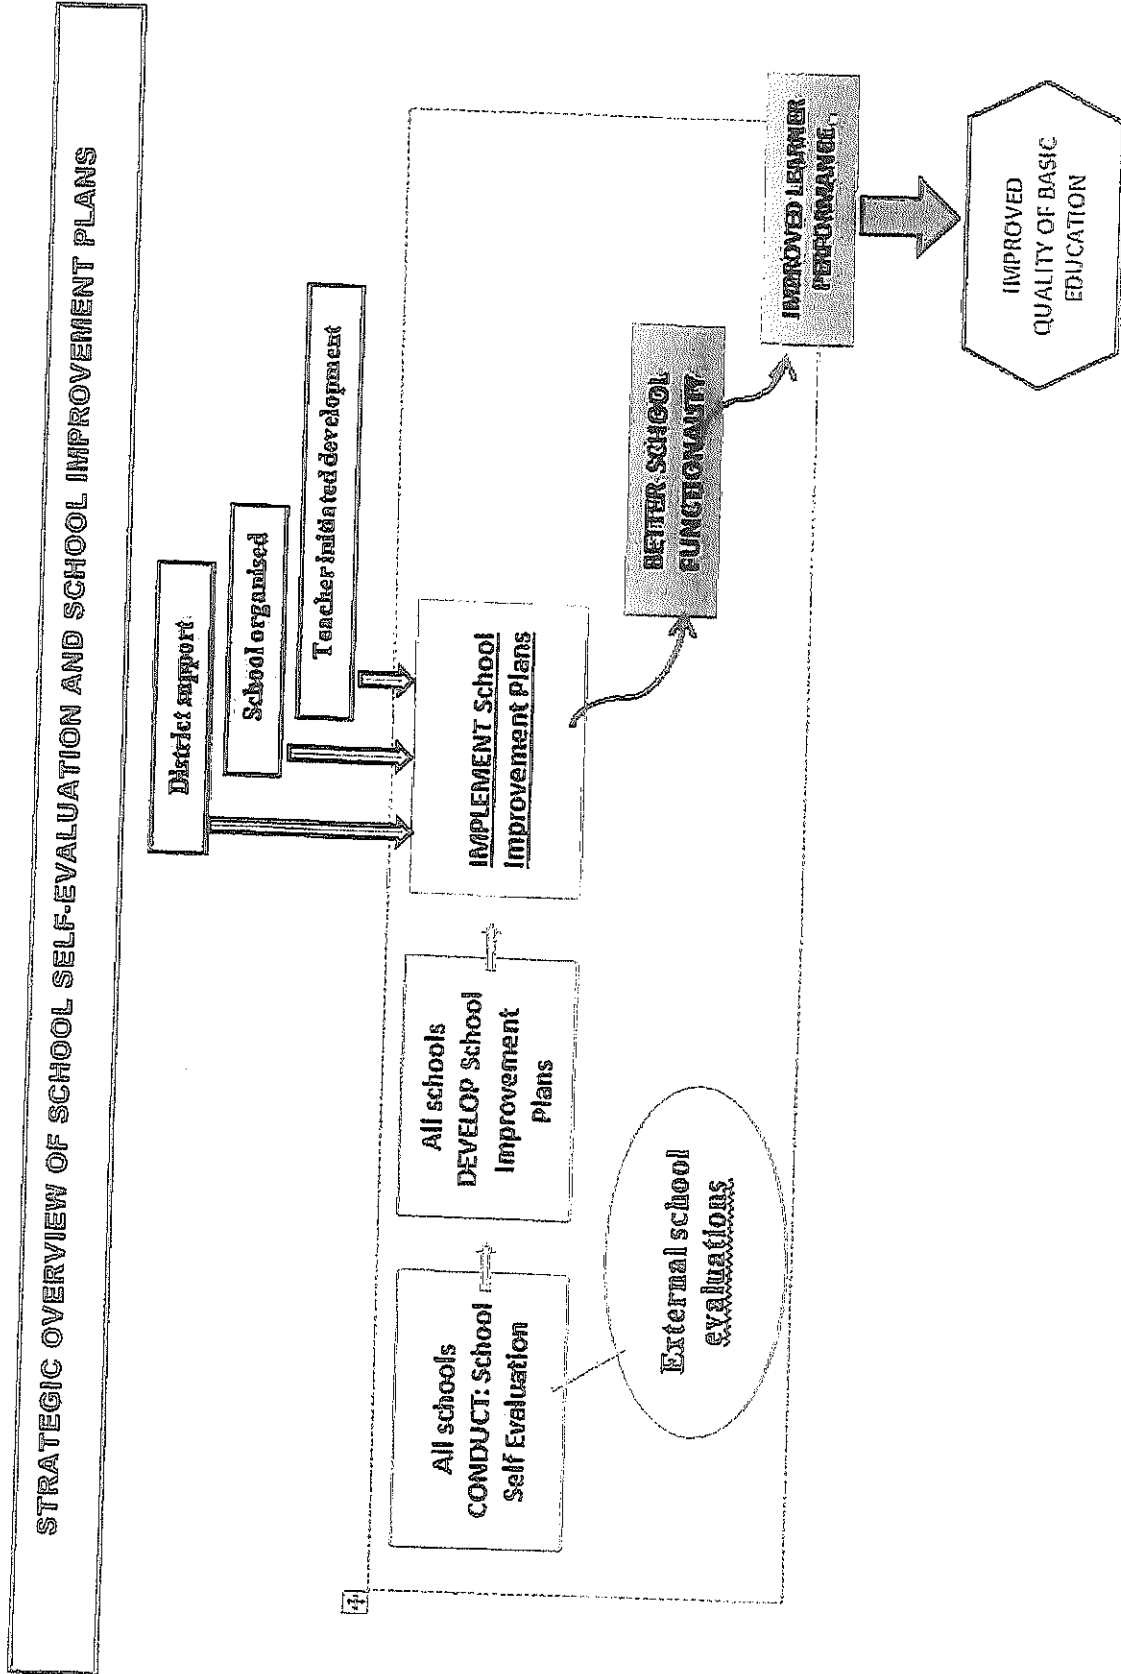 STRATEGIC OVERVIEW OF SCHOOL SELF-EVALUATION AND SCHOOL IMPROVEMENT PLANS
District support
School organised
Teacher initiated development
All schools
CONDUCT: School
Self Evaluation
All schools
DEVELOP School
Improvement
Plans
IMPLEMENT School
Improvement Plans
External school
evaluations
BETTER SCHOOL
FUNCTIONALITY
IMPROVED LEARNER
PERFORMANCE
IMPROVED
QUALITY OF BASIC
EDUCATION